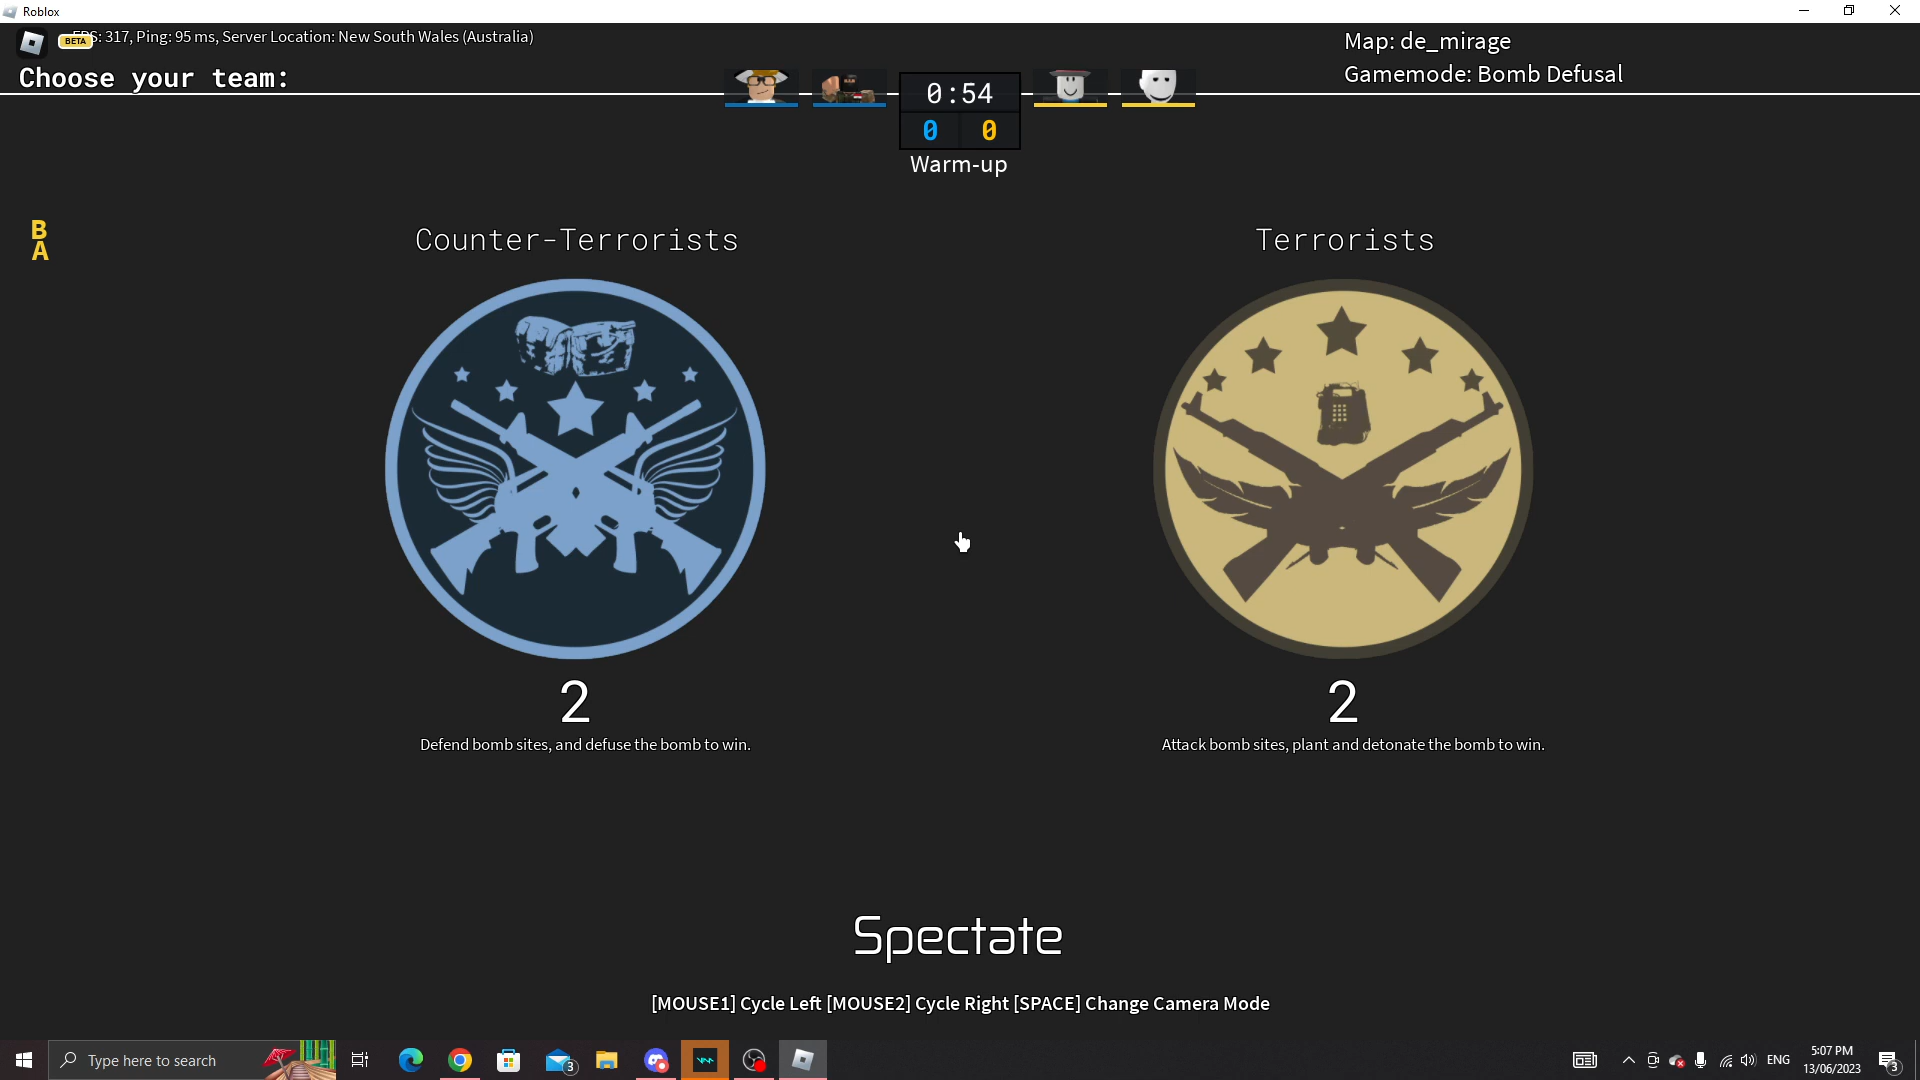 Roblox
BETA S: 317, Ping: 95 ms, Server Location: New South Wales (Australia)
Choose your team:
Map: de_mirage
Gamemode: Bomb Defusal
0:54
0 0
Warm-up
B
A
Counter-Terrorists
Terrorists
2
2
Defend bomb sites, and defuse the bomb to win.
Attack bomb sites, plant and detonate the bomb to win.
Spectate
[MOUSE1] Cycle Left [MOUSE2] Cycle Right [SPACE] Change Camera Mode
Type here to search
3
ENG
5:07 PM
13/06/2023
3